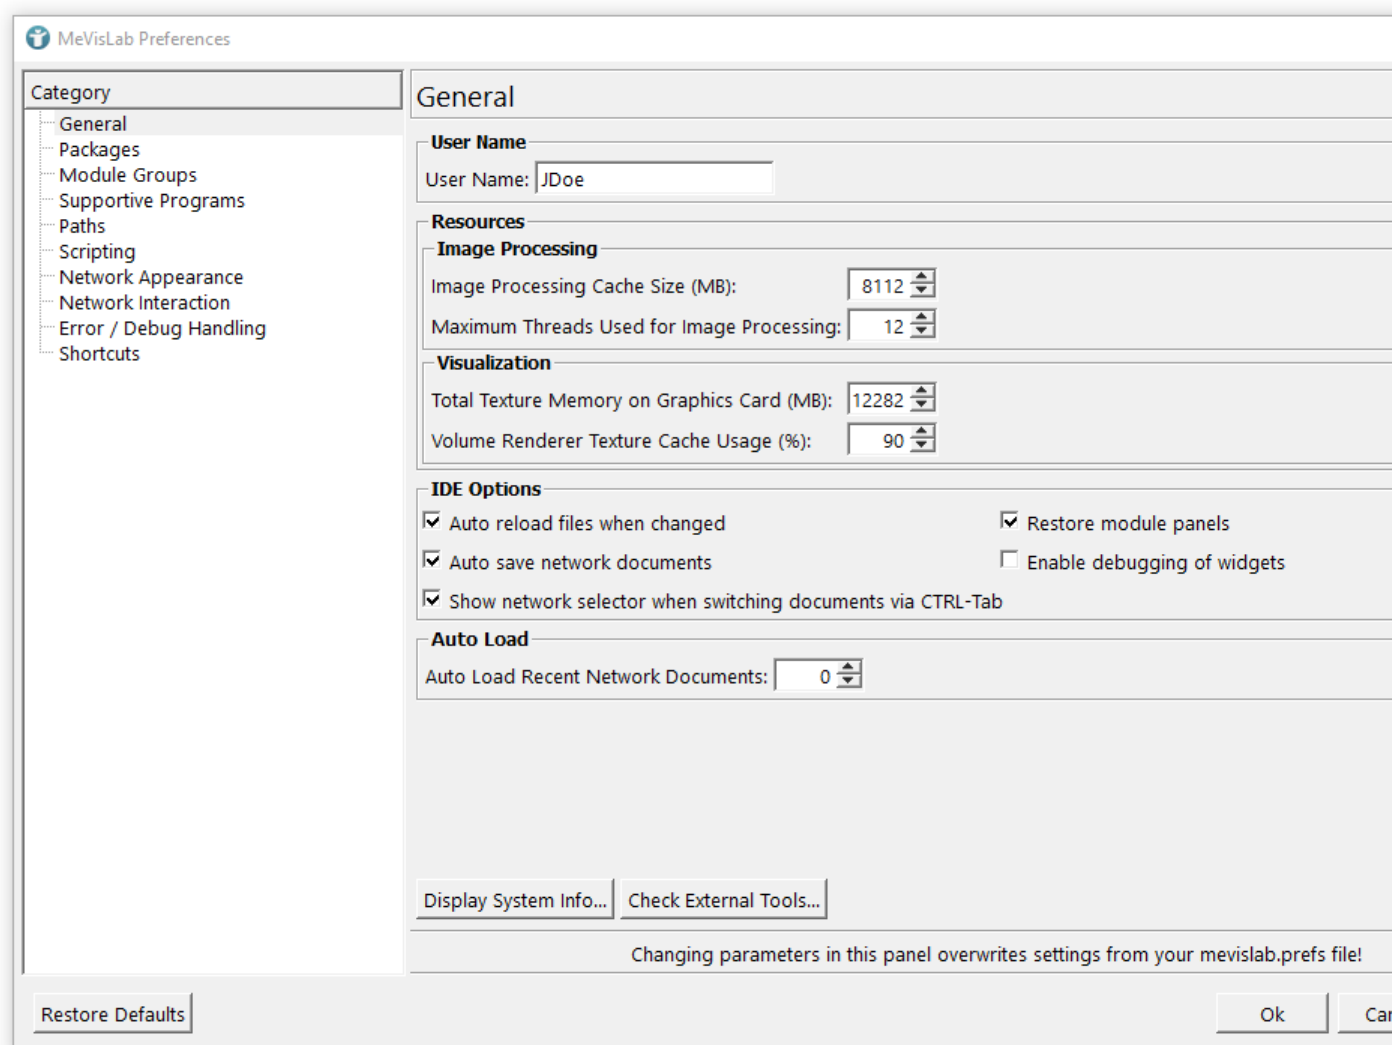 MeVisLab Preferences
Category
General
Packages
Module Groups
Supportive Programs
Paths
Scripting
Network Appearance
Network Interaction
Error / Debug Handling
Shortcuts
General
User Name
User Name: JDoe
Resources
Image Processing
Image Processing Cache Size (MB): 8112
Maximum Threads Used for Image Processing: 12
Visualization
Total Texture Memory on Graphics Card (MB): 12282
Volume Renderer Texture Cache Usage (%): 90
IDE Options
Auto reload files when changed Restore module panels
Auto save network documents Enable debugging of widgets
Show network selector when switching documents via CTRL-Tab
Auto Load
Auto Load Recent Network Documents: 0
Display System Info... Check External Tools...
Changing parameters in this panel overwrites settings from your mevislab.prefs file!
Restore Defaults Ok